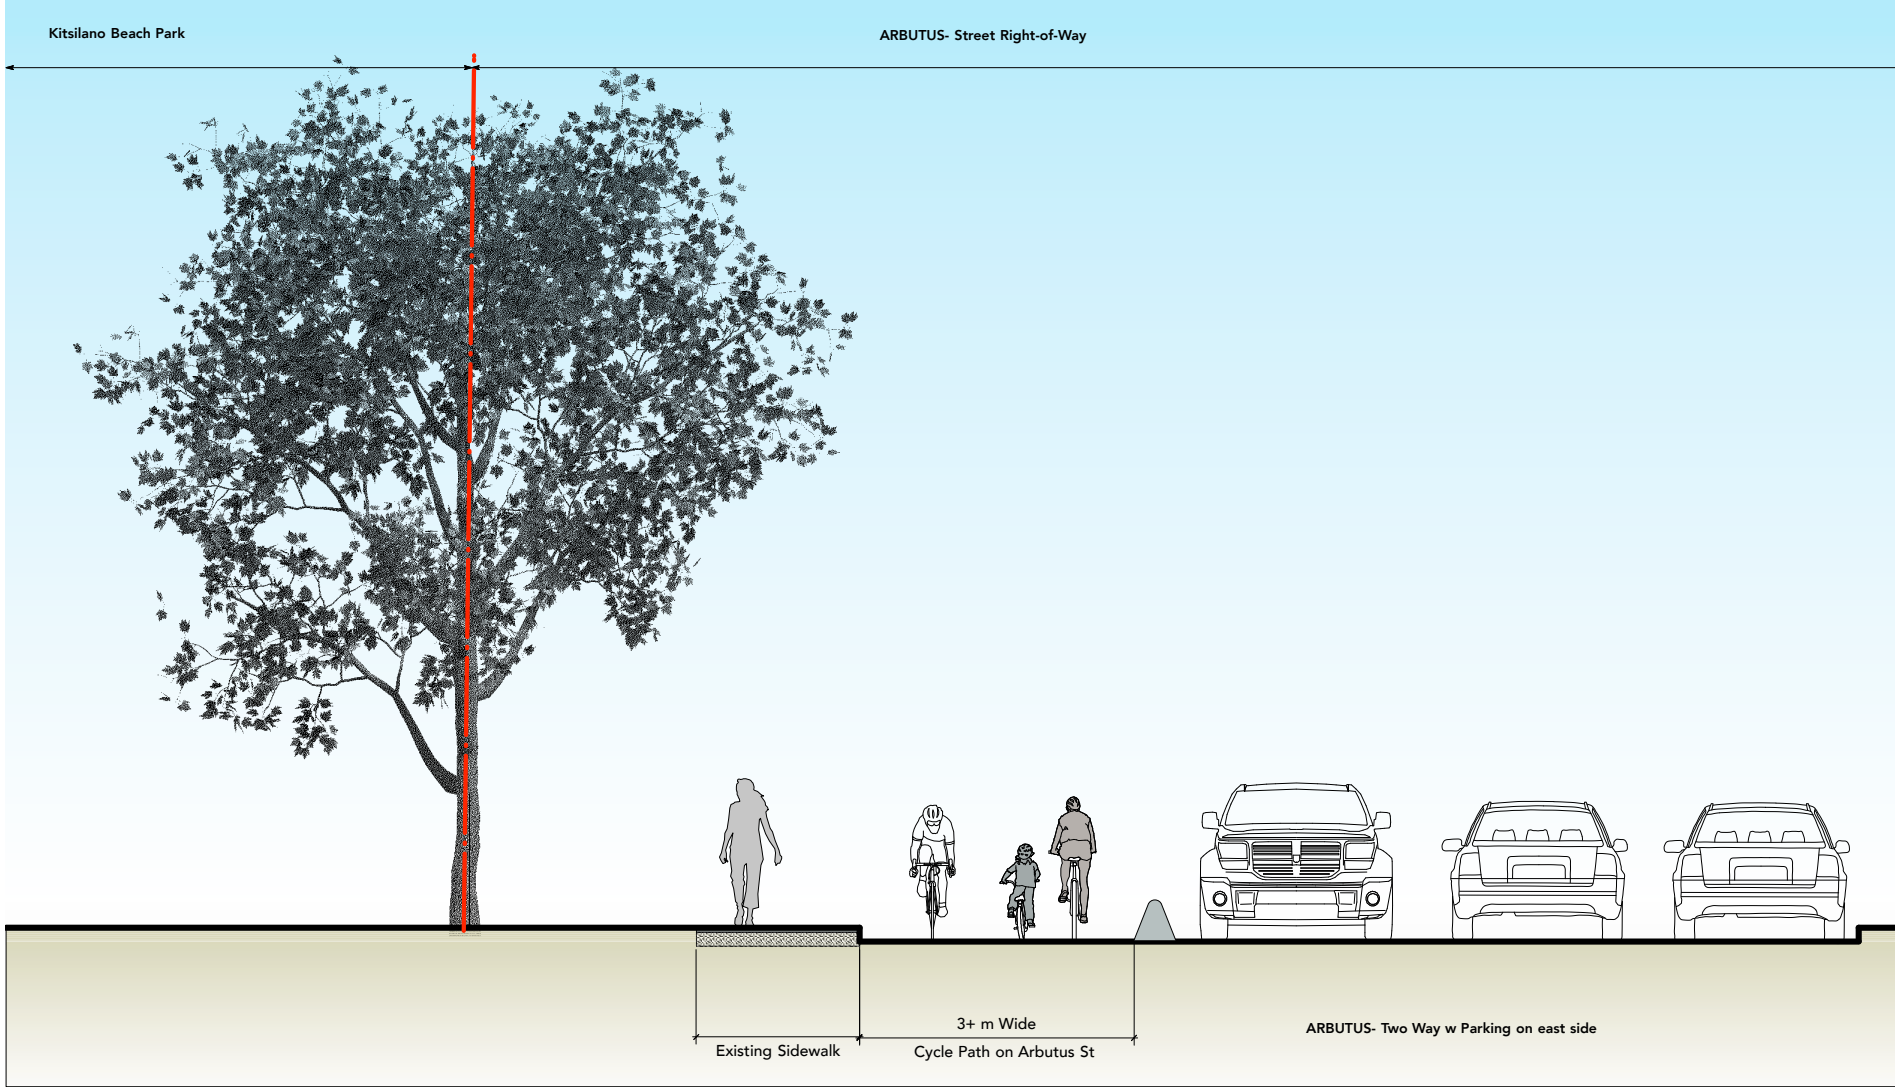 Kitsilano Beach Park
ARBUTUS- Street Right-of-Way
3+ m Wide
ARBUTUS- Two Way w Parking on east side
Existing Sidewalk
Cycle Path on Arbutus St